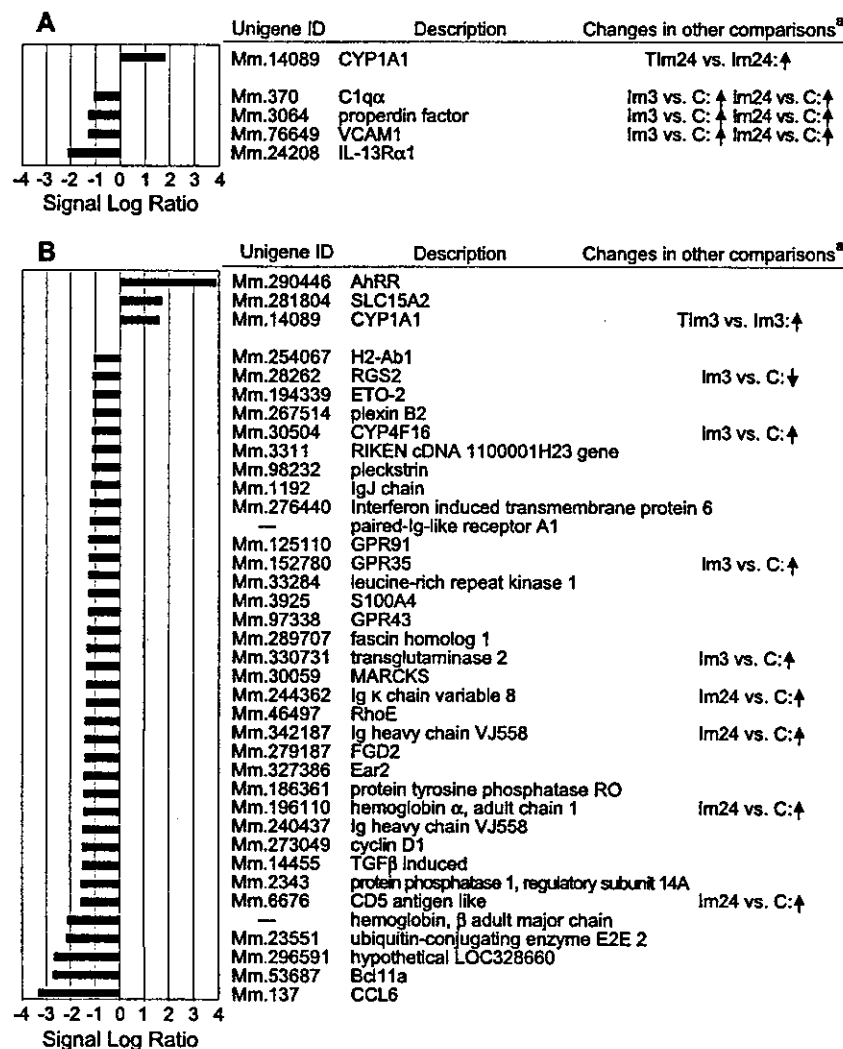 A
Unigene ID Description Changes in other comparisons a
Mm.14089 CYP1A1 TIm24 vs. Im24:↑
Mm.370 C1qα Im3 vs. C:↑ Im24 vs. C:↑
Mm.3064 properdin factor Im3 vs. C:↑ Im24 vs. C:↑
Mm.76649 VCAM1 Im3 vs. C:↑ Im24 vs. C:↑
Mm.24208 IL-13Rα1
-4 -3 -2 -1 0 1 2 3 4
Signal Log Ratio
B
Unigene ID Description Changes in other comparisons a
Mm.290446 AhRR
Mm.281804 SLC15A2
Mm.14089 CYP1A1 TIm3 vs. Im3:↑
Mm.254067 H2-Ab1
Mm.28262 RGS2 Im3 vs. C:↓
Mm.194339 ETO-2
Mm.267514 plexin B2
Mm.30504 CYP4F16 Im3 vs. C:↑
Mm.3311 RIKEN cDNA 1100001H23 gene
Mm.98232 pleckstrin
Mm.1192 IgJ chain
Mm.276440 Interferon induced transmembrane protein 6
— paired-Ig-like receptor A1
Mm.125110 GPR91
Mm.152780 GPR35 Im3 vs. C:↑
Mm.33284 leucine-rich repeat kinase 1
Mm.3925 S100A4
Mm.97338 GPR43
Mm.289707 fascin homolog 1
Mm.330731 transglutaminase 2 Im3 vs. C:↑
Mm.30059 MARCKS
Mm.244362 Ig κ chain variable 8 Im24 vs. C:↑
Mm.46497 RhoE
Mm.342187 Ig heavy chain VJ558 Im24 vs. C:↑
Mm.279187 FGD2
Mm.327386 Ear2
Mm.186361 protein tyrosine phosphatase RO
Mm.196110 hemoglobin α, adult chain 1 Im24 vs. C:↑
Mm.240437 Ig heavy chain VJ558
Mm.273049 cyclin D1
Mm.14455 TGFβ induced
Mm.2343 protein phosphatase 1, regulatory subunit 14A
Mm.6676 CD5 antigen like Im24 vs. C:↑
— hemoglobin, β adult major chain
Mm.23551 ubiquitin-conjugating enzyme E2E 2
Mm.296591 hypothetical LOC328660
Mm.53687 Bcl11a
Mm.137 CCL6
-4 -3 -2 -1 0 1 2 3 4
Signal Log Ratio